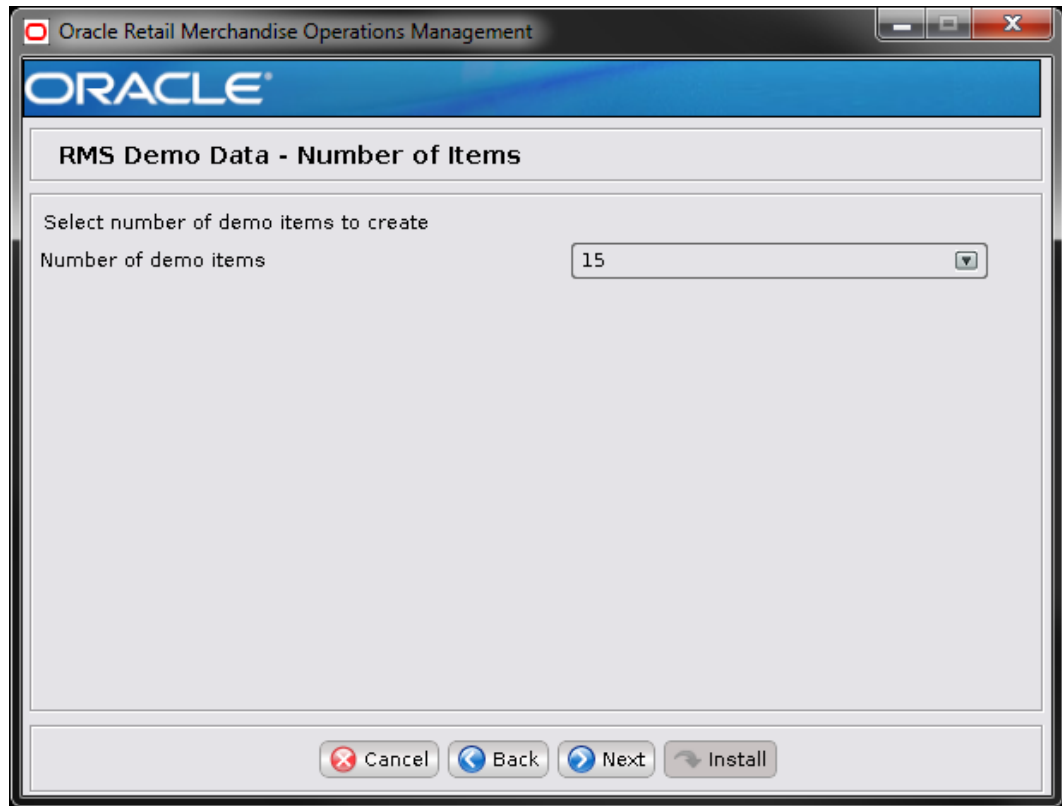 Oracle Retail Merchandise Operations Management
ORACLE®
RMS Demo Data - Number of Items
Select number of demo items to create
Number of demo items 15
Cancel Back Next Install